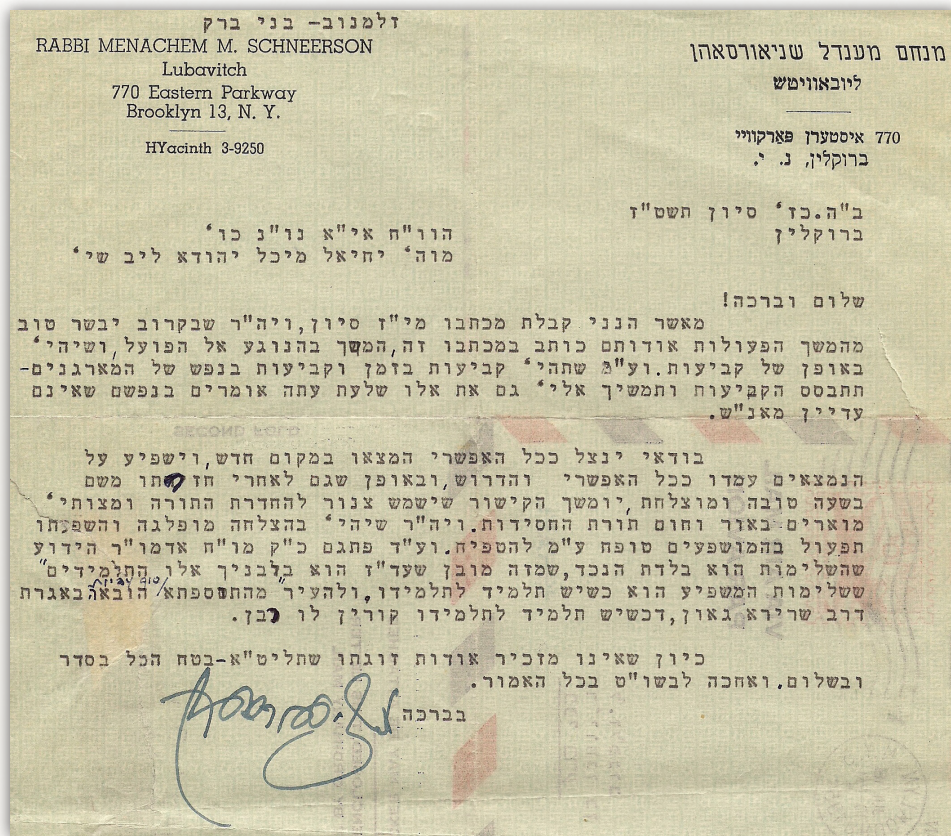 זלמנוב- בני ברק
RABBI MENACHEM M. SCHNEERSON
Lubavitch
770 Eastern Parkway
Brooklyn 13, N. Y.
HYacinth 3-9250
מנחם מענדל שניאורסאהן
ליובאוויטש
770 איסטערן פארקוויי
ברוקלין, נ. י.
ב"ה.כז' סיון תשט"ז
ברוקלין
הוו"ח אי"א נו"נ כו'
מוה' יחיאל מיכל יהודא ליב שי'
שלום וברכה!
מאשר הנני קבלת מכתבו מי"ז סיון,ויה"ר שבקרוב יבשר טוב
מהמשך הפעולות אודותם כותב במכתבו זה,המשך בהנוגע אל הפועל,ושיהי'
באופן של קביעות.וע"מ שתהי' קביעות בזמן וקביעות בנפש של המארגנים-
תתבסס הקביעות ותמשיך אלי' גם את אלו שלעת עתה אומרים בנפשם שאינם
עדיין מאנ"ש.
בודאי ינצל ככל האפשרי המצאו במקום חדש,וישפיע על
הנמצאים עמדו ככל האפשרי והדרוש,ובאופן שגם לאחרי חזרתו משם
בשעה טובה ומוצלחת,יומשך הקישור שישמש צנור להחדרת התורה ומצותי'
מוארים באור וחום תורת החסידות.ויה"ר שיהי' בהצלחה מופלגה והשפעתו
תפעול בהמושפעים טופח ע"מ להטפיח.וע"ד פתגם כ"ק מו"ח אדמו"ר הידוע
שהשלימות הוא בלדת הנכד,שמזה מובן שעד"ז הוא בלבניך אלו התלמידים"
ששלימות המשפיע הוא כשיש תלמיד לתלמידו.ולהעיר מהתוספתא סוף עדיות הובאה באגרת
דרב שרירא גאון,דכשיש תלמיד לתלמידו קורין לו רבן.
כיון שאינו מזכיר אודות זוגתו שתליט"א-בטח הכל בסדר
ובשלום.ואחכה לבשו"ט בכל האמור.
בברכה
SECOND FOLD